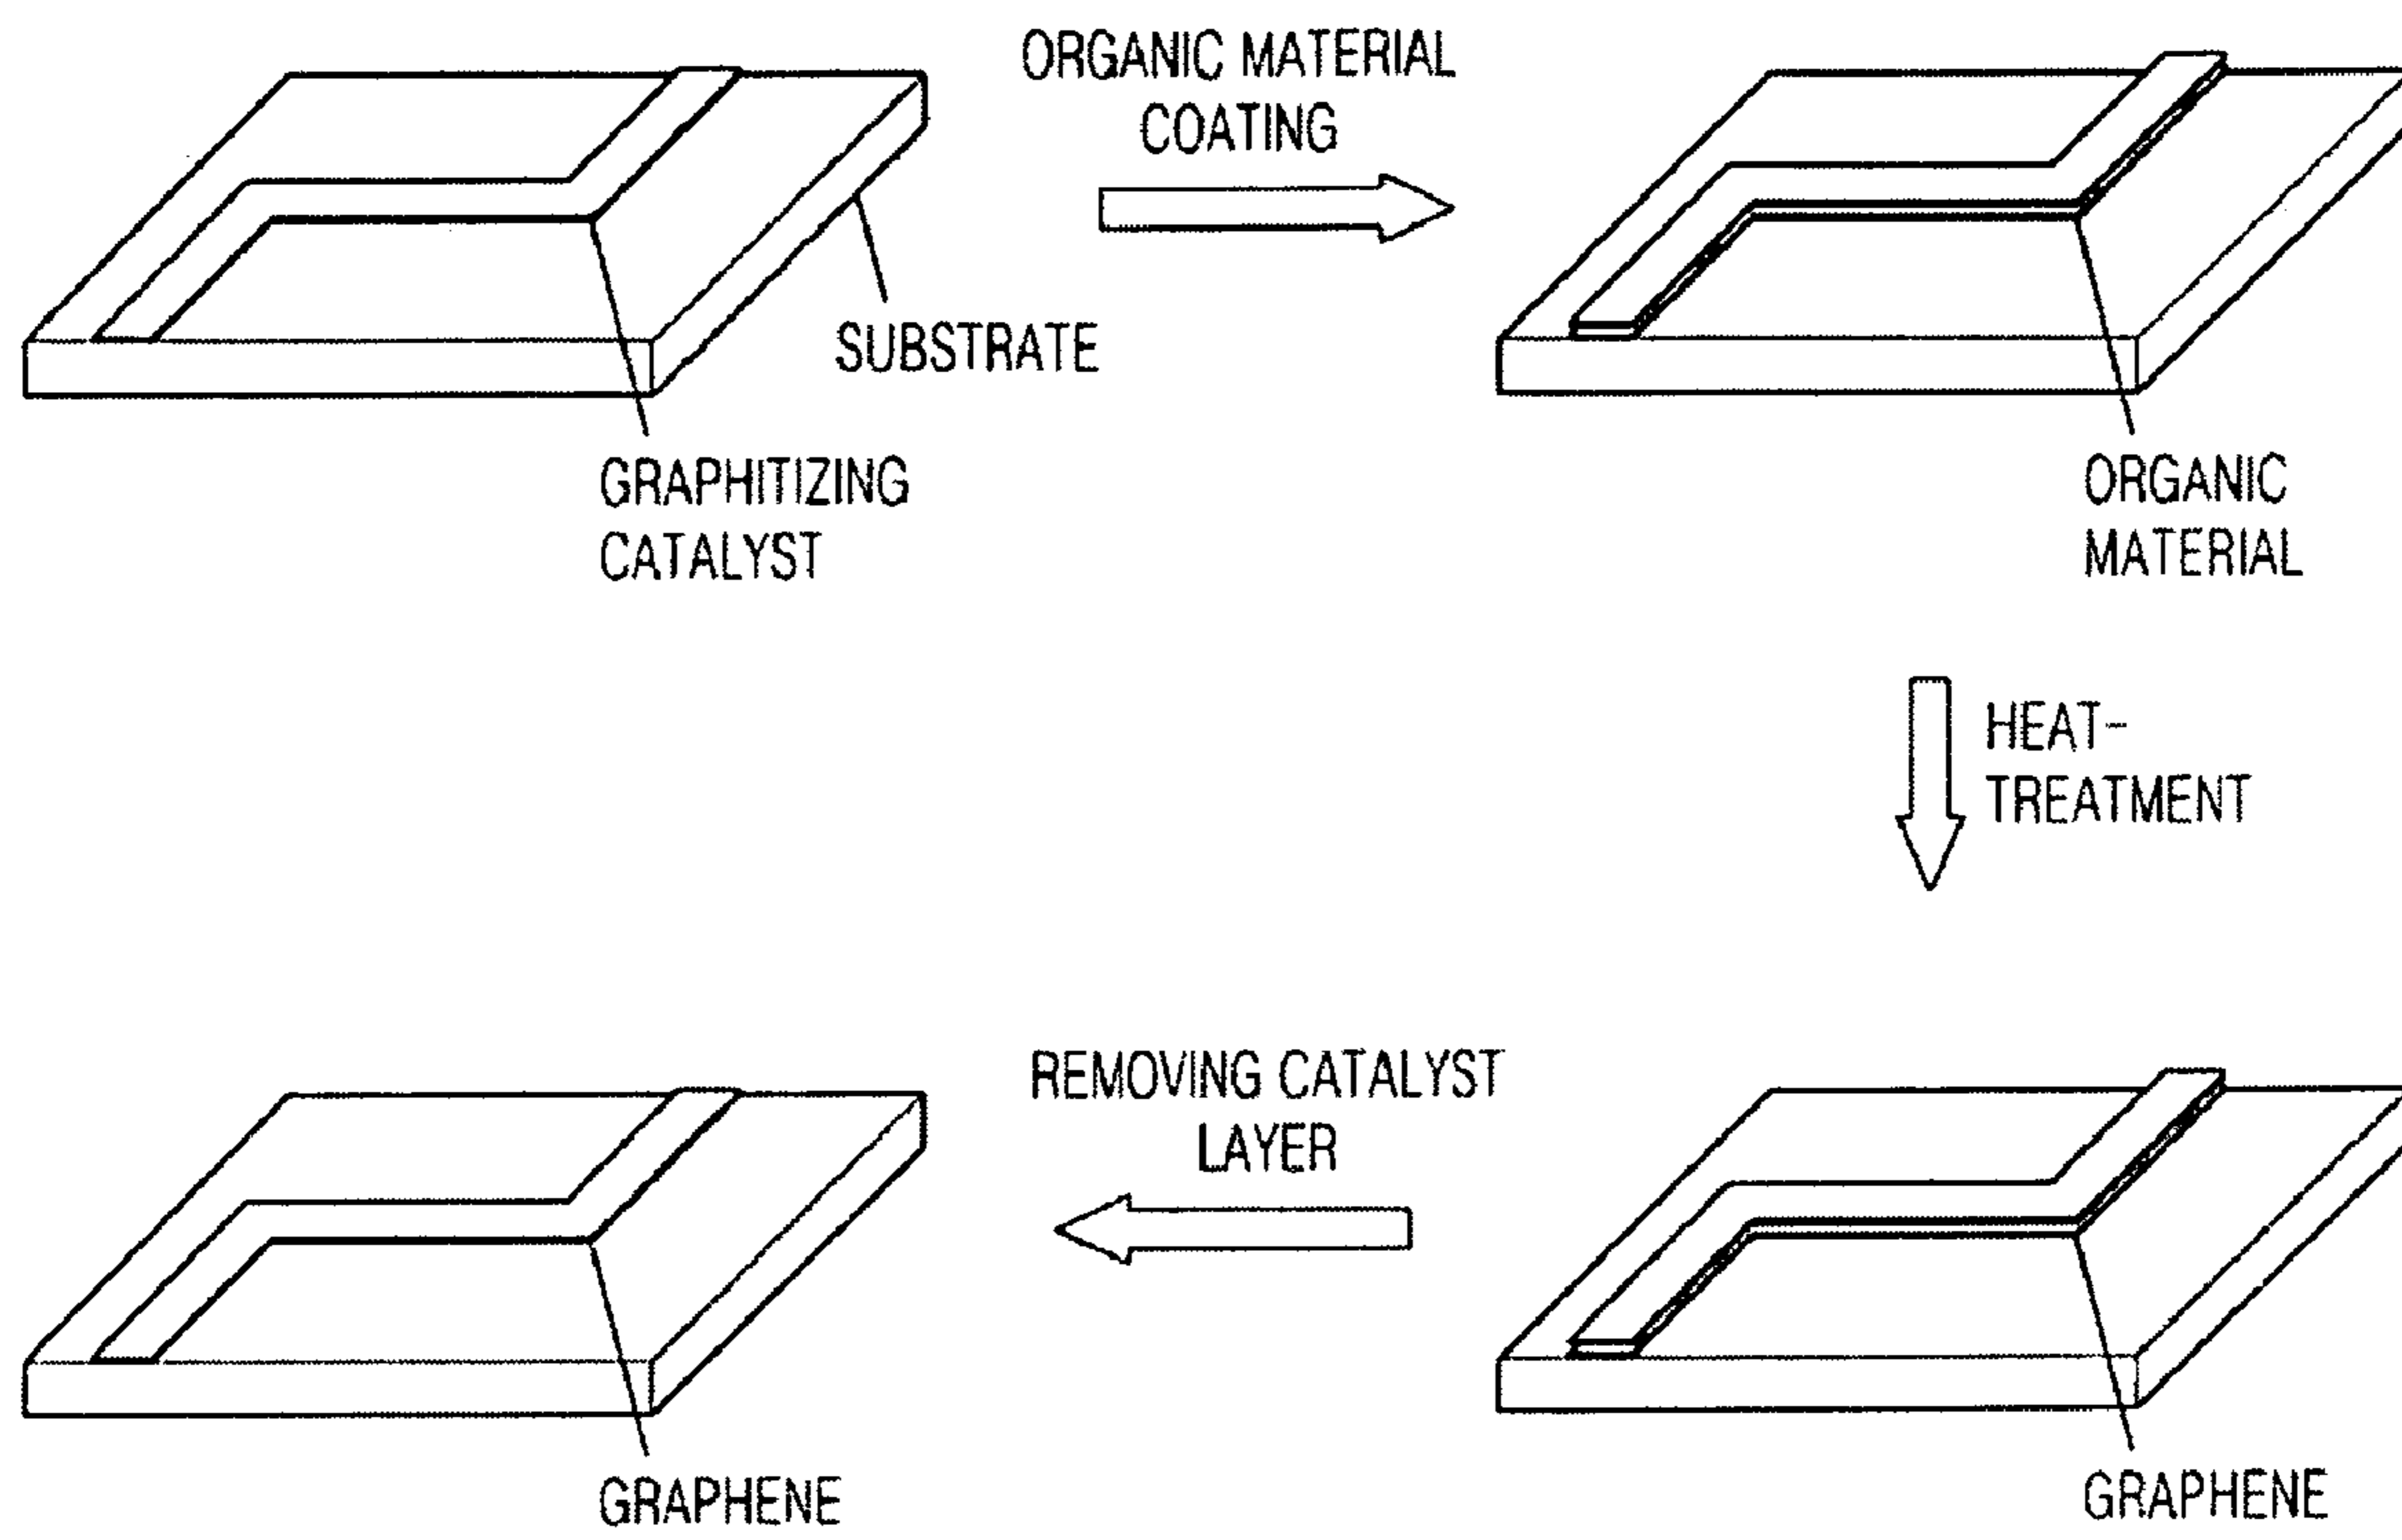 ORGANIC MATERIAL
COATING
SUBSTRATE
GRAPHITIZING
CATALYST
ORGANIC
MATERIAL
HEAT-
TREATMENT
REMOVING CATALYST
LAYER
GRAPHENE
GRAPHENE